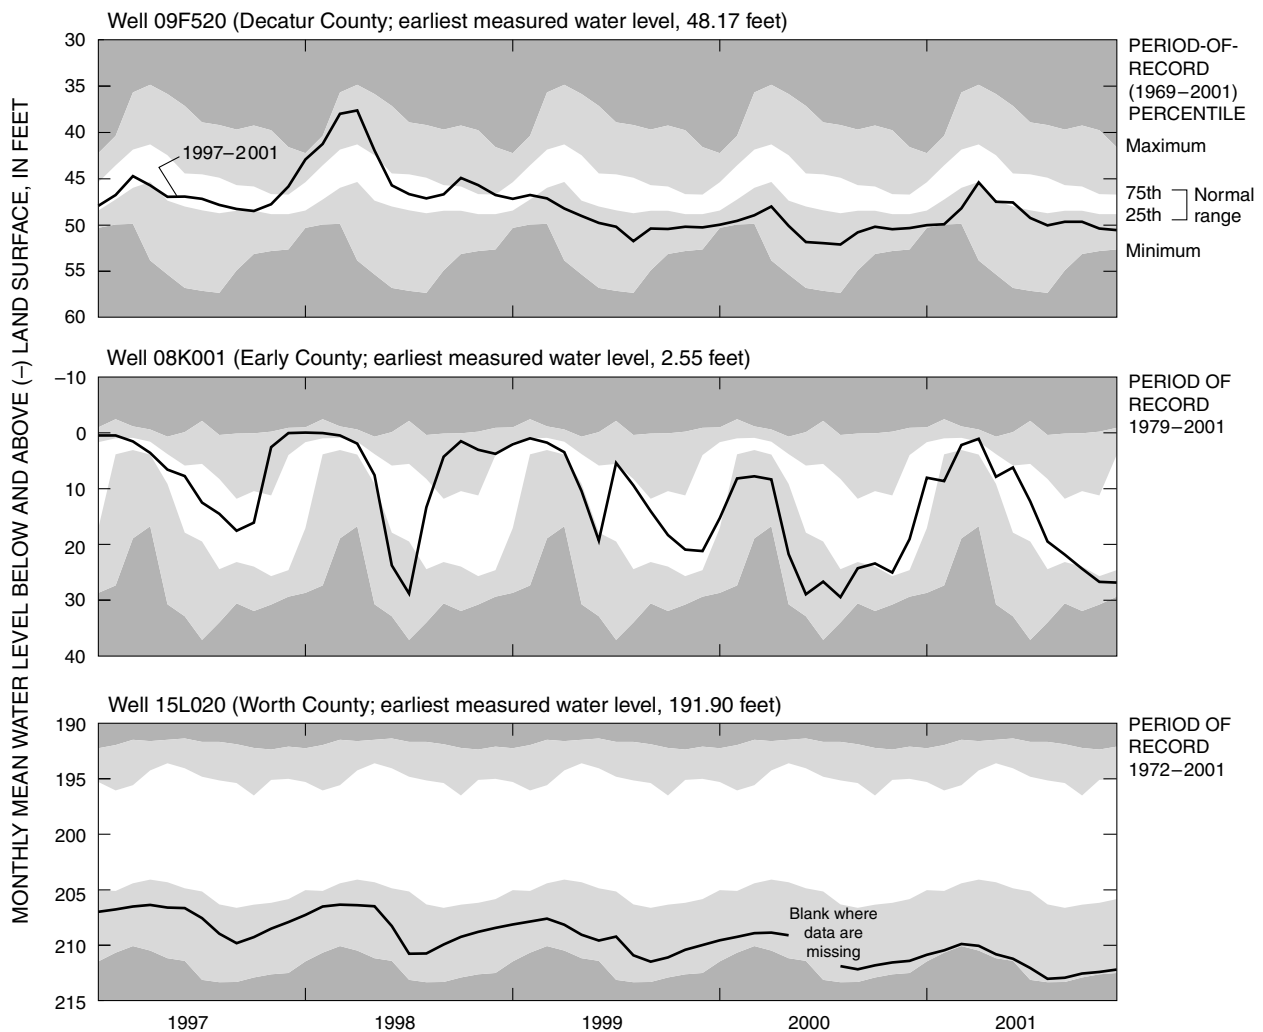 Well 09F520 (Decatur County; earliest measured water level, 48.17 feet)
30
35
40
45
50
55
60
1997–2001
PERIOD-OF-
RECORD
(1969–2001)
PERCENTILE
Maximum
75th
25th
Normal
range
Minimum
MONTHLY MEAN WATER LEVEL BELOW AND ABOVE (–) LAND SURFACE, IN FEET
Well 08K001 (Early County; earliest measured water level, 2.55 feet)
–10
0
10
20
30
40
PERIOD OF
RECORD
1979–2001
Well 15L020 (Worth County; earliest measured water level, 191.90 feet)
190
195
200
205
210
215
Blank where
data are
missing
PERIOD OF
RECORD
1972–2001
1997 1998 1999 2000 2001